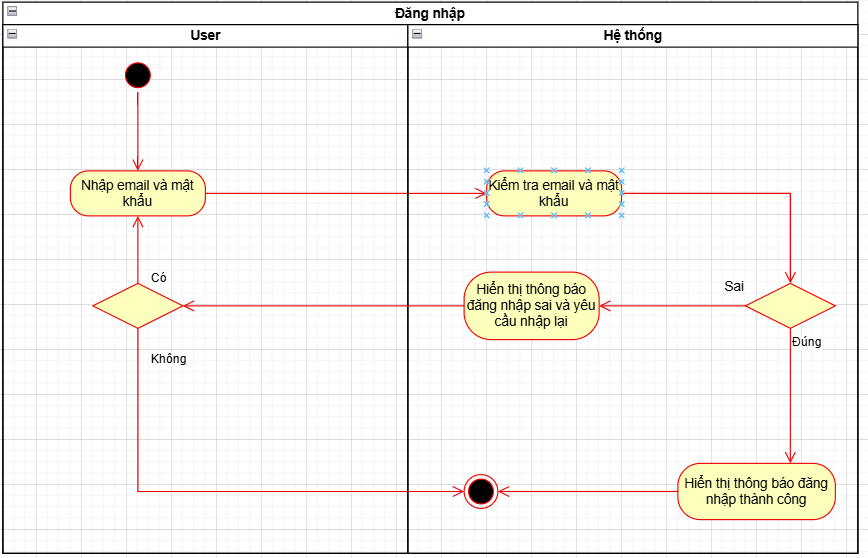 Đăng nhập
User
Hệ thống
Nhập email và mật
khẩu
Kiểm tra email và mật
khẩu
Có
Hiển thị thông báo
đăng nhập sai và yêu
cầu nhập lại
Sai
Đúng
Không
Hiển thị thông báo đăng
nhập thành công